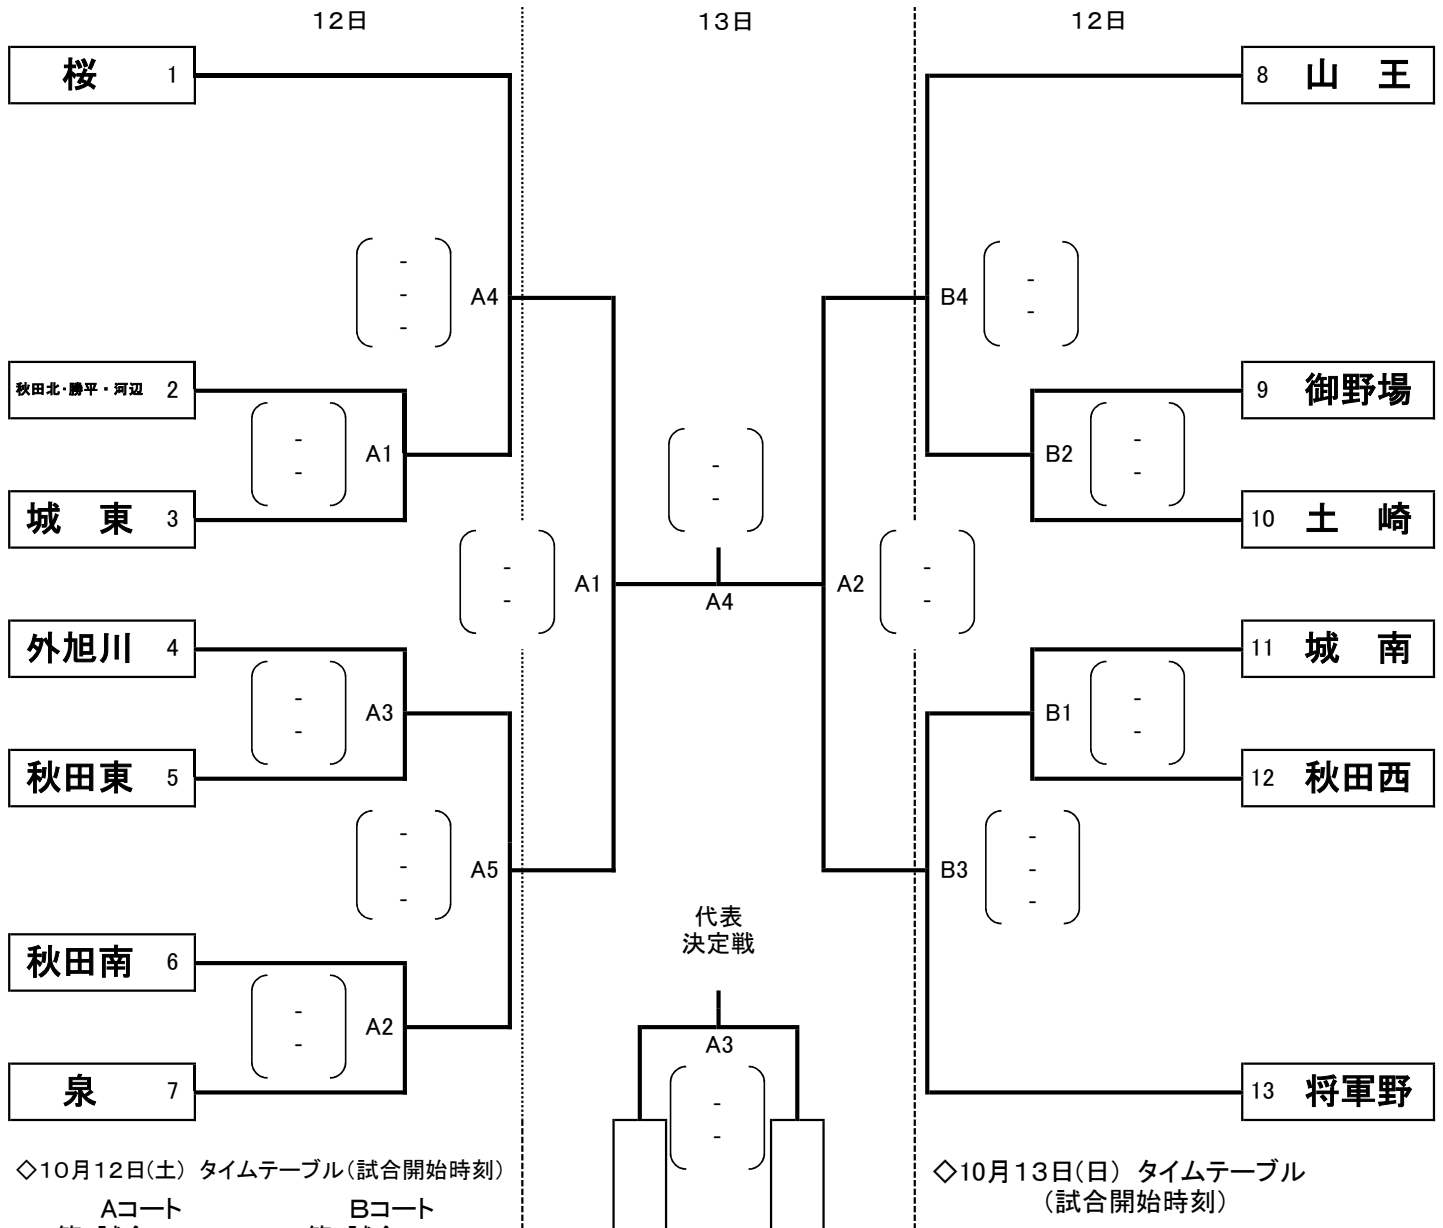 12日
13日
12日
桜 1
8 山 王
-
-
-
A4
B4
-
-
秋田北・勝平・河辺 2
-
-
A1
城 東 3
-
-
9 御野場
B2
-
-
10 土 崎
-
-
A1
A4
A2
-
-
外旭川 4
-
-
A3
秋田東 5
11 城 南
B1
-
-
12 秋田西
-
-
-
A5
B3
-
-
-
代表
決定戦
秋田南 6
-
-
A2
泉 7
A3
-
-
13 将軍野
◇10月12日(土) タイムテーブル(試合開始時刻)
Aコート Bコート
◇10月13日(日) タイムテーブル
(試合開始時刻)